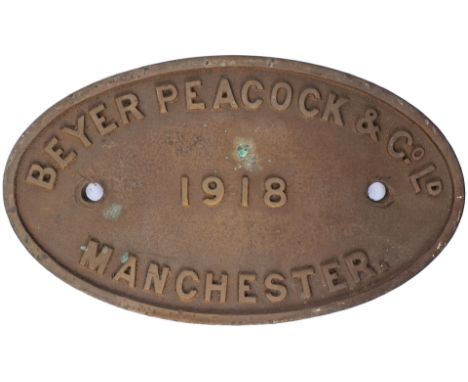 BEYER PEACOCK & Co LD
1918
MANCHESTER.